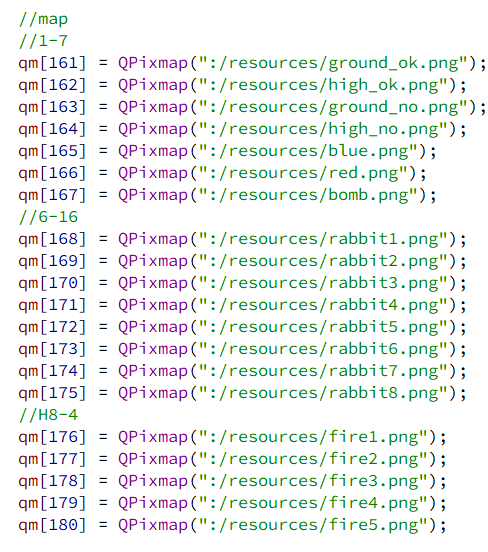 //map
//1-7
qm[161] = QPixmap(":/resources/ground_ok.png");
qm[162] = QPixmap(":/resources/high_ok.png");
qm[163] = QPixmap(":/resources/ground_no.png");
qm[164] = QPixmap(":/resources/high_no.png");
qm[165] = QPixmap(":/resources/blue.png");
qm[166] = QPixmap(":/resources/red.png");
qm[167] = QPixmap(":/resources/bomb.png");
//6-16
qm[168] = QPixmap(":/resources/rabbit1.png");
qm[169] = QPixmap(":/resources/rabbit2.png");
qm[170] = QPixmap(":/resources/rabbit3.png");
qm[171] = QPixmap(":/resources/rabbit4.png");
qm[172] = QPixmap(":/resources/rabbit5.png");
qm[173] = QPixmap(":/resources/rabbit6.png");
qm[174] = QPixmap(":/resources/rabbit7.png");
qm[175] = QPixmap(":/resources/rabbit8.png");
//H8-4
qm[176] = QPixmap(":/resources/fire1.png");
qm[177] = QPixmap(":/resources/fire2.png");
qm[178] = QPixmap(":/resources/fire3.png");
qm[179] = QPixmap(":/resources/fire4.png");
qm[180] = QPixmap(":/resources/fire5.png");